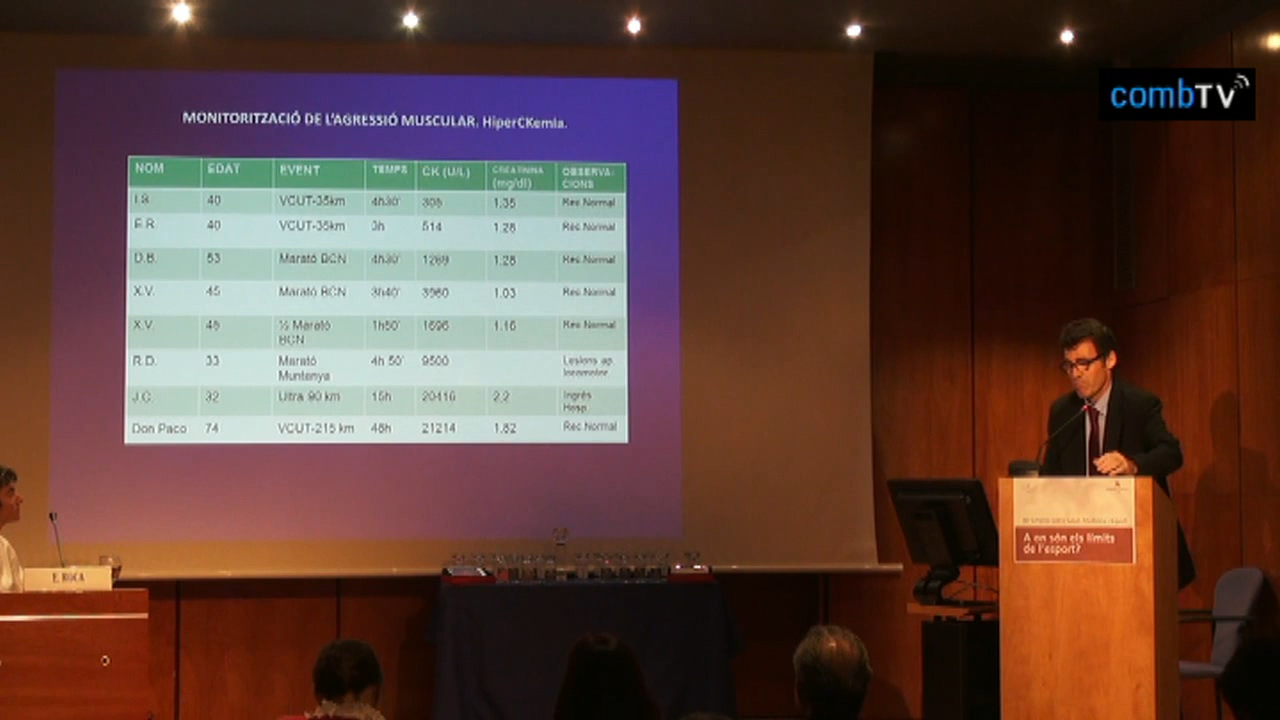 combTV
MONITORITZACIÓ DE L'AGRESSIÓ MUSCULAR. HiperCKemia.
NOM EDAT EVENT TEMPS CK (U/L) CREATININA (mg/dl) OBSERVA-CIONS
I.S. 40 VCUT-35km 4h30' 305 1.35 Rec.Normal
E.R. 40 VCUT-35km 3h 514 1.28 Rec.Normal
D.B. 53 Marató BCN 4h30' 1269 1.28 Rec.Normal
X.V. 45 Marató BCN 3h40' 3980 1.03 Rec.Normal
X.V. 45 ½ Marató BCN 1h50' 1696 1.16 Rec.Normal
R.D. 33 Marató Muntanya 4h 50' 9500 Lesions ap. locomotor
J.C. 32 Ultra 90 km 15h 20416 2,2 Ingrés Hosp.
Don Paco 74 VCUT-215 km 48h 21214 1.82 Rec.Normal
E. ROCA
A on són els límits
de l'esport?